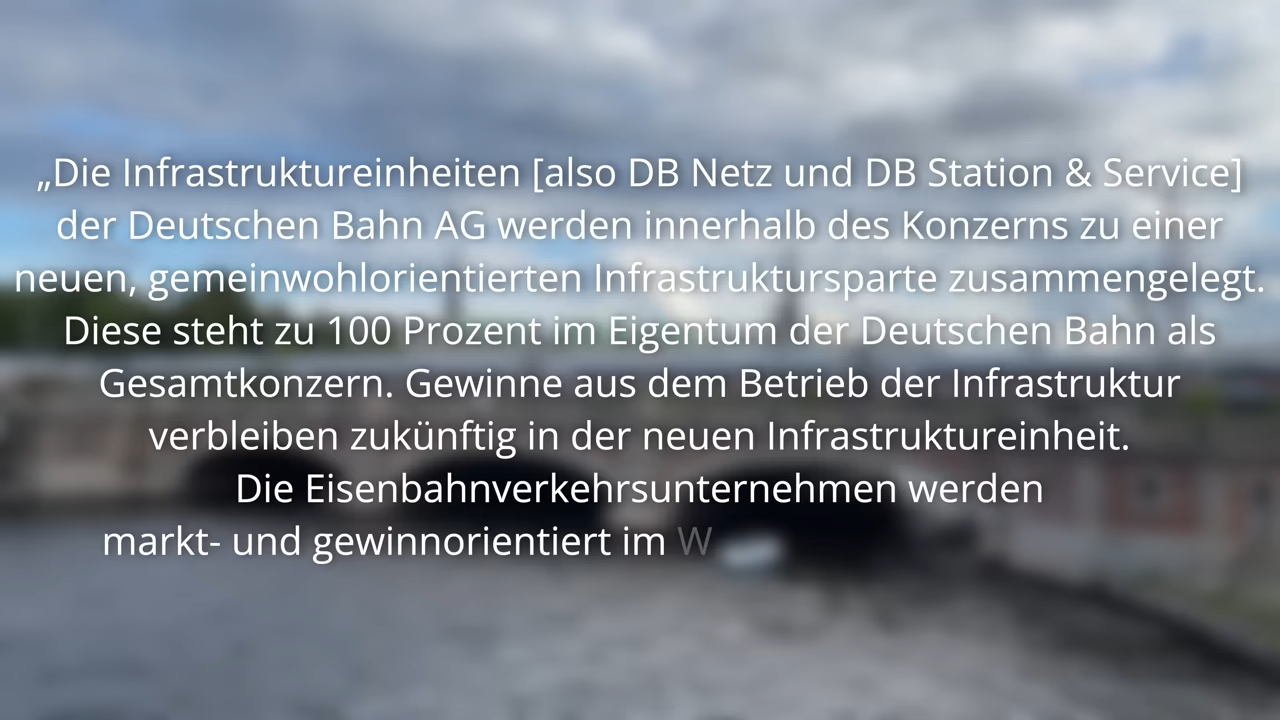 „Die Infrastruktureinheiten [also DB Netz und DB Station & Service]
der Deutschen Bahn AG werden innerhalb des Konzerns zu einer
neuen, gemeinwohlorientierten Infrastruktursparte zusammengelegt.
Diese steht zu 100 Prozent im Eigentum der Deutschen Bahn als
Gesamtkonzern. Gewinne aus dem Betrieb der Infrastruktur
verbleiben zukünftig in der neuen Infrastruktureinheit.
Die Eisenbahnverkehrsunternehmen werden
markt- und gewinnorientiert im W